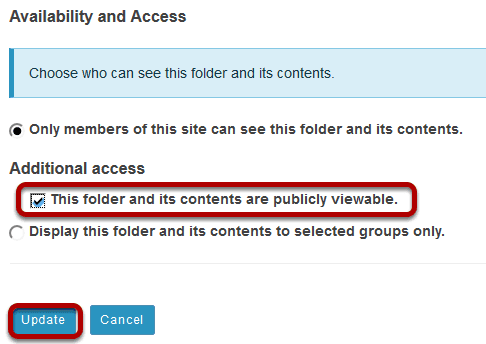 Availability and Access
Choose who can see this folder and its contents.
Only members of this site can see this folder and its contents.
Additional access
This folder and its contents are publicly viewable.
Display this folder and its contents to selected groups only.
Update Cancel